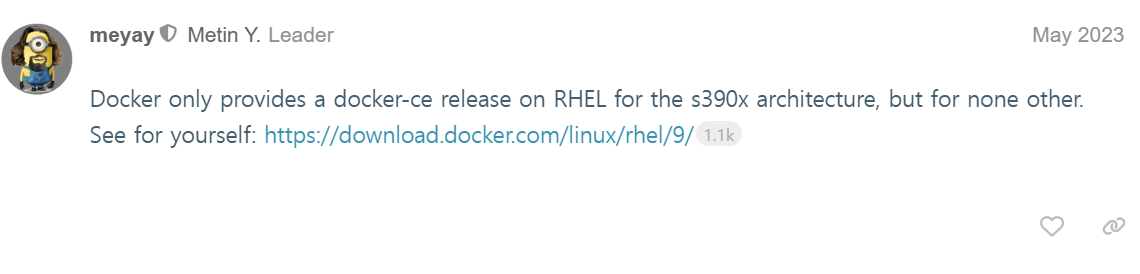 meyay Metin Y. Leader May 2023
Docker only provides a docker-ce release on RHEL for the s390x architecture, but for none other.
See for yourself: https://download.docker.com/linux/rhel/9/ 1.1k